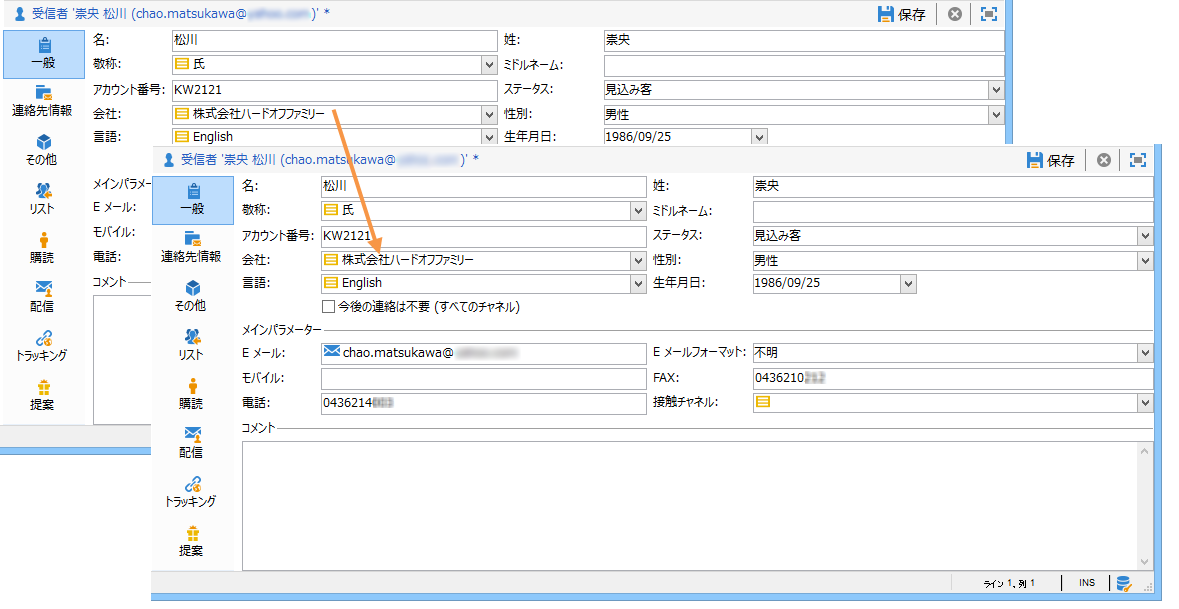 受信者 '崇央 松川 (chao.matsukawa@ )' *
保存
一般
連絡先情報
その他
リスト
購読
配信
トラッキング
提案
名: 松川 姓: 崇央
敬称: 氏 ミドルネーム:
アカウント番号: KW2121 ステータス: 見込み客
会社: 株式会社ハードオフファミリー 性別: 男性
言語: English 生年月日: 1986/09/25
メインパラメ
E メール:
モバイル:
電話:
コメント
受信者 '崇央 松川 (chao.matsukawa@ )' *
保存
一般
連絡先情報
その他
リスト
購読
配信
トラッキング
提案
名: 松川 姓: 崇央
敬称: 氏 ミドルネーム:
アカウント番号: KW2121 ステータス: 見込み客
会社: 株式会社ハードオフファミリー 性別: 男性
言語: English 生年月日: 1986/09/25
今後の連絡は不要 (すべてのチャネル)
メインパラメーター
E メール: chao.matsukawa@ E メールフォーマット: 不明
モバイル: FAX: 0436210
電話: 0436214 接触チャネル:
コメント
ライン 1、列 1 INS